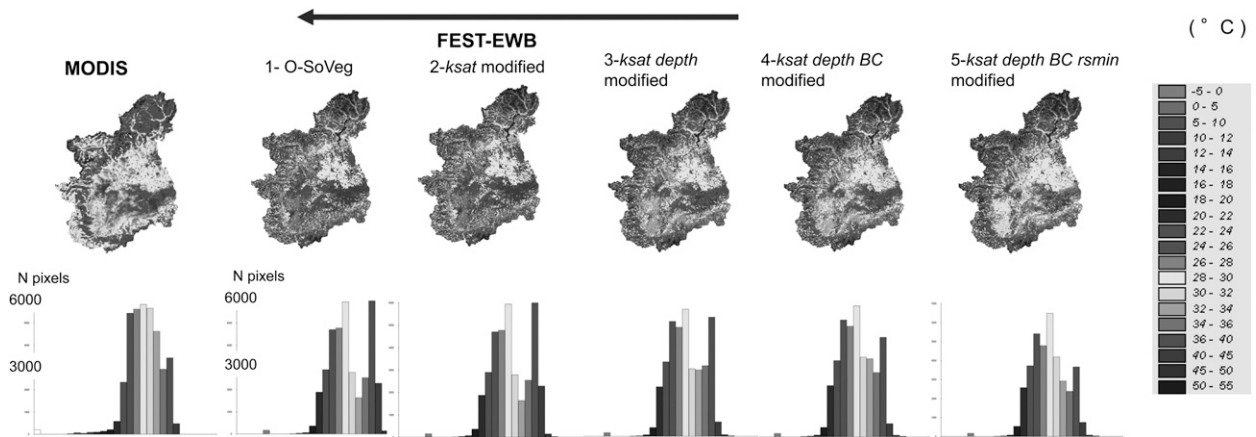 ( ° C )
FEST-EWB
MODIS
1- O-SoVeg
2-ksat modified
3-ksat depth
modified
4-ksat depth BC
modified
5-ksat depth BC rsmin
modified
-5 - 0
0 - 5
5 - 10
10 - 12
12 - 14
14 - 16
16 - 18
18 - 20
20 - 22
22 - 24
24 - 26
26 - 28
28 - 30
30 - 32
32 - 34
34 - 36
36 - 40
40 - 45
45 - 50
50 - 55
N pixels
6000
3000
N pixels
6000
3000